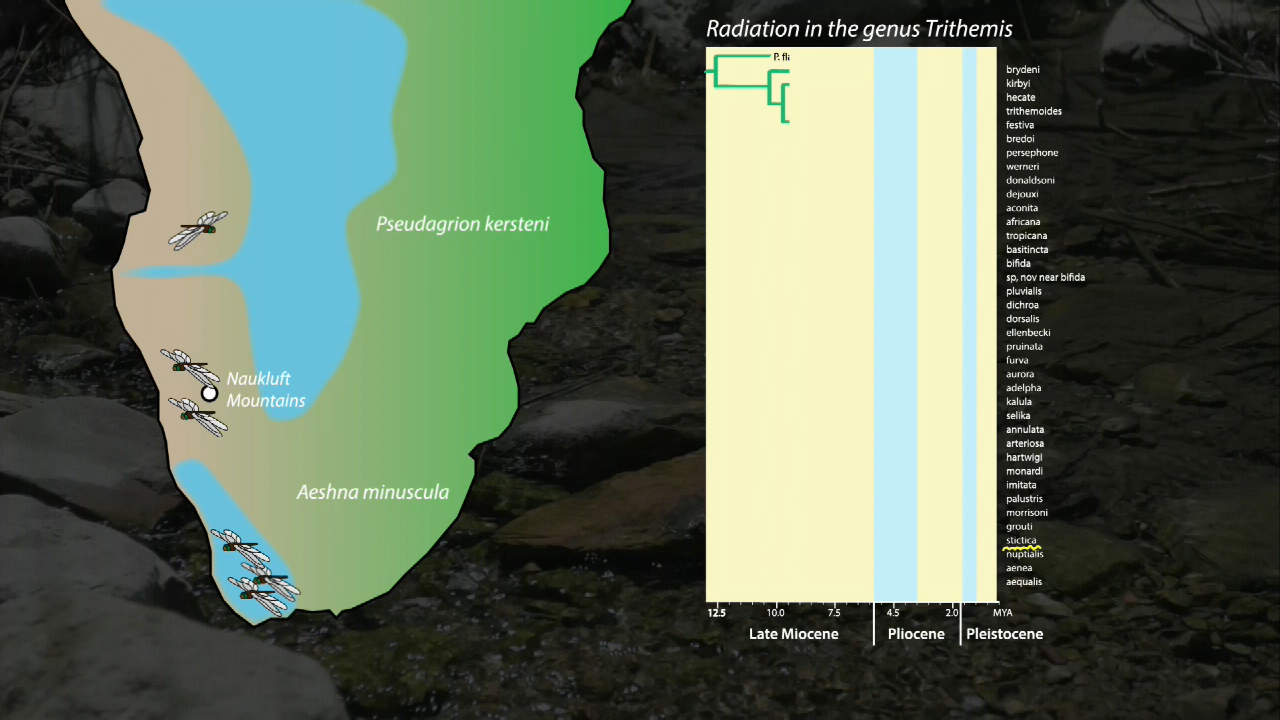 Radiation in the genus Trithemis
P. fl
brydeni
kirbyi
hecate
trithemoides
festiva
bredoi
persephone
werneri
donaldsoni
dejouxi
aconita
africana
tropicana
basitincta
bifida
sp, nov near bifida
pluvialis
dichroa
dorsalis
ellenbecki
pruinata
furva
aurora
adelpha
kalula
selika
annulata
arteriosa
hartwigi
monardi
imitata
palustris
morrisoni
grouti
stictica
nuptialis
aenea
aequalis
12.5 10.0 7.5 4.5 2.0 MYA
Late Miocene Pliocene Pleistocene
Pseudagrion kersteni
Naukluft
Mountains
Aeshna minuscula